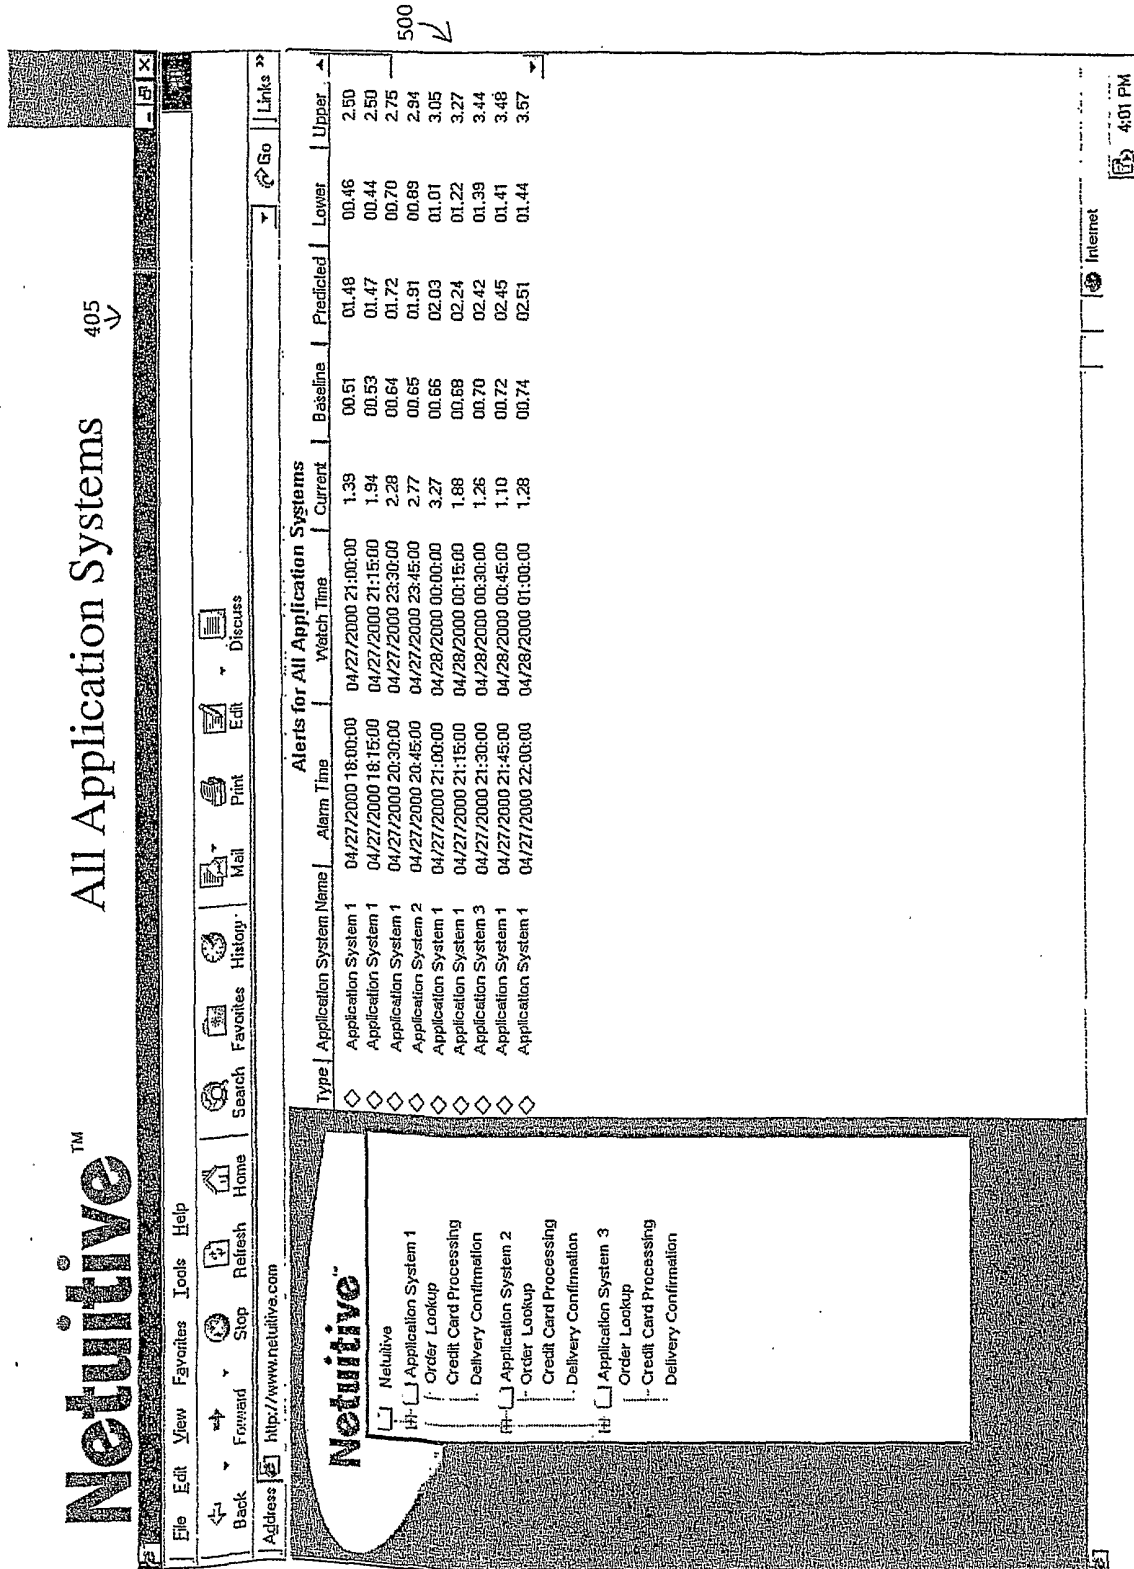 Netuitive™ All Application Systems 405
File Edit View Favorites Tools Help
Back Forward Stop Refresh Home Search Favorites History Mail Print Edit Discuss
Address http://www.netuitive.com Go Links »
500
Netuitive™
Netuitive
Application System 1
Order Lookup
Credit Card Processing
Delivery Confirmation
Application System 2
Order Lookup
Credit Card Processing
Delivery Confirmation
Application System 3
Order Lookup
Credit Card Processing
Delivery Confirmation
Alerts for All Application Systems
Type Application System Name Alarm Time Watch Time Current Baseline Predicted Lower Upper
Application System 1 04/27/2000 18:00:00 04/27/2000 21:00:00 1.39 00.51 01.48 00.46 2.50
Application System 1 04/27/2000 18:15:00 04/27/2000 21:15:00 1.94 00.53 01.47 00.44 2.50
Application System 1 04/27/2000 20:30:00 04/27/2000 23:30:00 2.28 00.64 01.72 00.70 2.75
Application System 2 04/27/2000 20:45:00 04/27/2000 23:45:00 2.77 00.65 01.91 00.89 2.94
Application System 1 04/27/2000 21:00:00 04/28/2000 00:00:00 3.27 00.66 02.03 01.01 3.05
Application System 1 04/27/2000 21:15:00 04/28/2000 00:15:00 1.88 00.68 02.24 01.22 3.27
Application System 3 04/27/2000 21:30:00 04/28/2000 00:30:00 1.26 00.70 02.42 01.39 3.44
Application System 1 04/27/2000 21:45:00 04/28/2000 00:45:00 1.10 00.72 02.45 01.41 3.48
Application System 1 04/27/2000 22:00:00 04/28/2000 01:00:00 1.28 00.74 02.51 01.44 3.57
Internet
4:01 PM